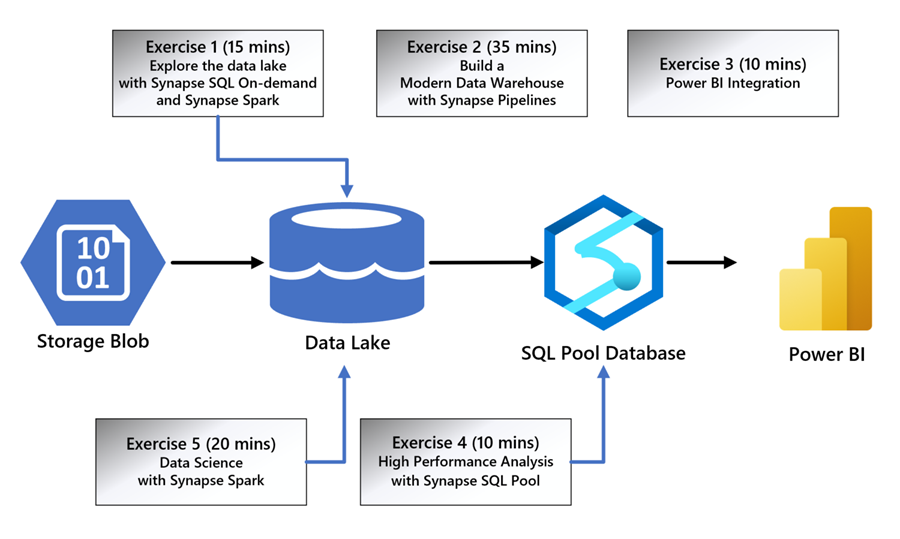 Exercise 1 (15 mins)
Explore the data lake
with Synapse SQL On-demand
and Synapse Spark
Exercise 2 (35 mins)
Build a
Modern Data Warehouse
with Synapse Pipelines
Exercise 3 (10 mins)
Power BI Integration
10
01
Storage Blob
Data Lake
SQL Pool Database
Power BI
Exercise 5 (20 mins)
Data Science
with Synapse Spark
Exercise 4 (10 mins)
High Performance Analysis
with Synapse SQL Pool